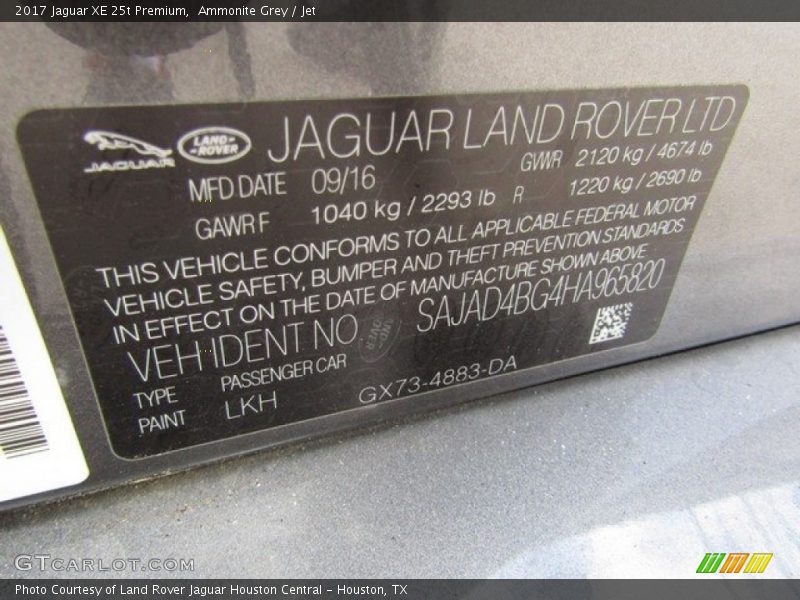 2017 Jaguar XE 25t Premium, Ammonite Grey / Jet
JAGUAR
LAND-
ROVER
JAGUAR LAND ROVER LTD
MFD DATE 09/16 GWR 2120 kg / 4674 lb
GAWR F 1040 kg / 2293 lb R 1220 kg / 2690 lb
THIS VEHICLE CONFORMS TO ALL APPLICABLE FEDERAL MOTOR
VEHICLE SAFETY, BUMPER AND THEFT PREVENTION STANDARDS
IN EFFECT ON THE DATE OF MANUFACTURE SHOWN ABOVE
VEH IDENT NO SAJAD4BG4HA965820
TYPE PASSENGER CAR
PAINT LKH GX73-4883-DA
GTCARLOT.COM
Photo Courtesy of Land Rover Jaguar Houston Central - Houston, TX